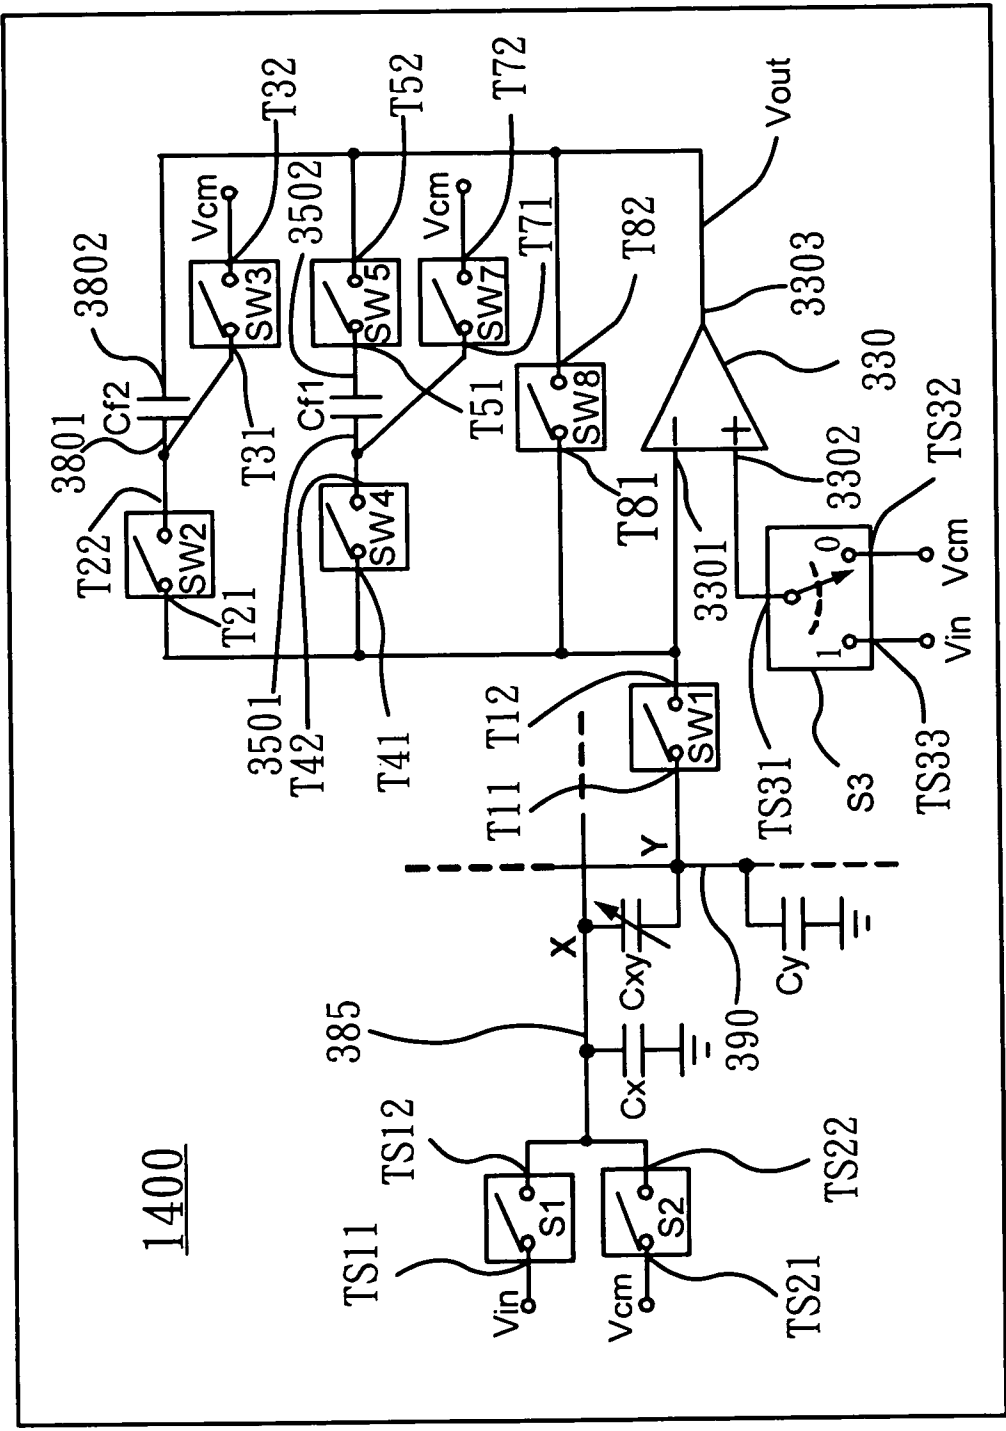 1400
3802
T32
Cf2
3801
Vcm
T22
SW3
SW2
T31
T21
3502
T52
Cf1
SW5
3501
T42
SW4
T51
T41
Vcm
T72
SW7
T71
SW8
T81
T82
Vout
385
X
Cxy
Cx
Y
390
Cy
TS12
TS11
S1
Vin
TS22
S2
Vcm
TS21
T11
T12
SW1
3301
−
+
3302
3303
330
TS31
S3
1
0
TS32
TS33
Vin
Vcm